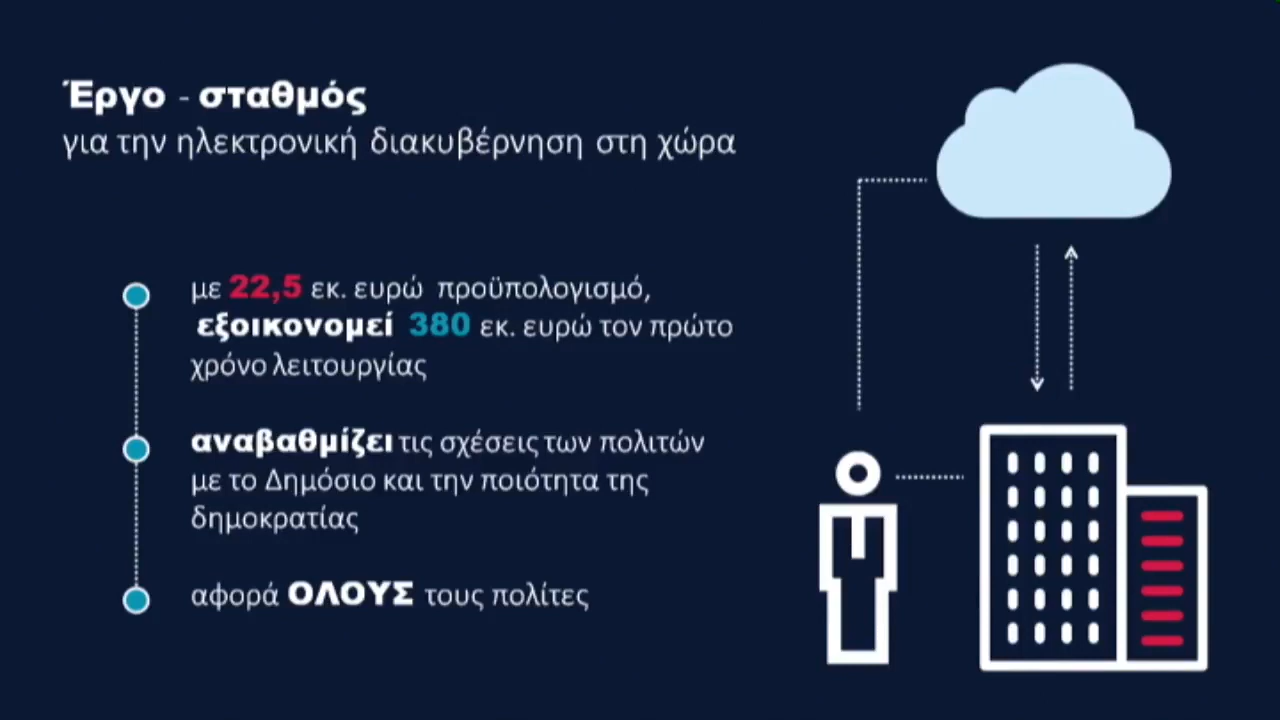 Έργο - σταθμός
για την ηλεκτρονική διακυβέρνηση στη χώρα
με 22,5 εκ. ευρώ προϋπολογισμό,
εξοικονομεί 380 εκ. ευρώ τον πρώτο
χρόνο λειτουργίας
αναβαθμίζει τις σχέσεις των πολιτών
με το Δημόσιο και την ποιότητα της
δημοκρατίας
αφορά ΟΛΟΥΣ τους πολίτες